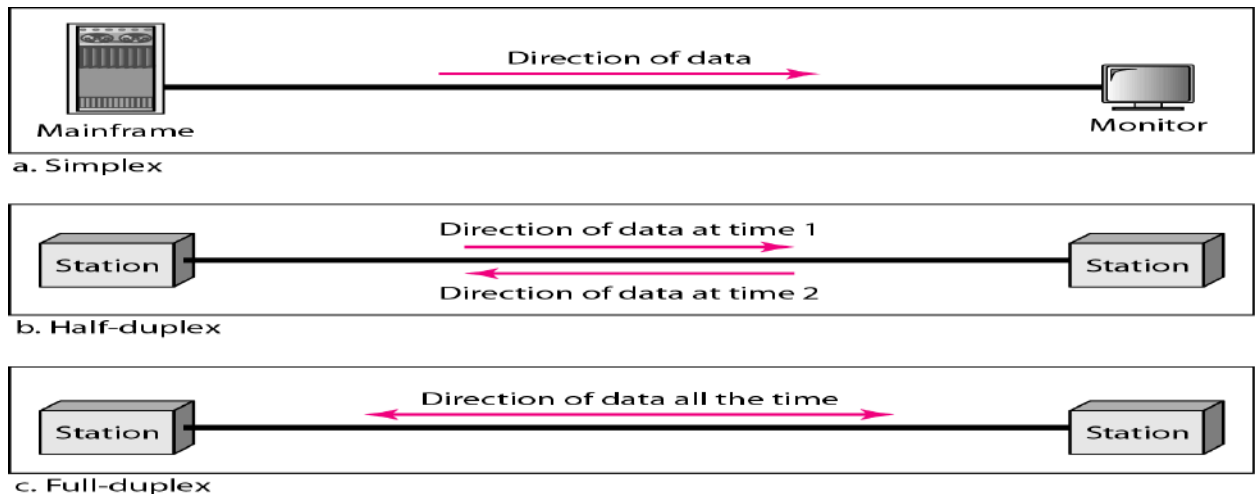 Direction of data
Mainframe
Monitor
a. Simplex
Direction of data at time 1
Station
Station
Direction of data at time 2
b. Half-duplex
Direction of data all the time
Station
Station
c. Full-duplex